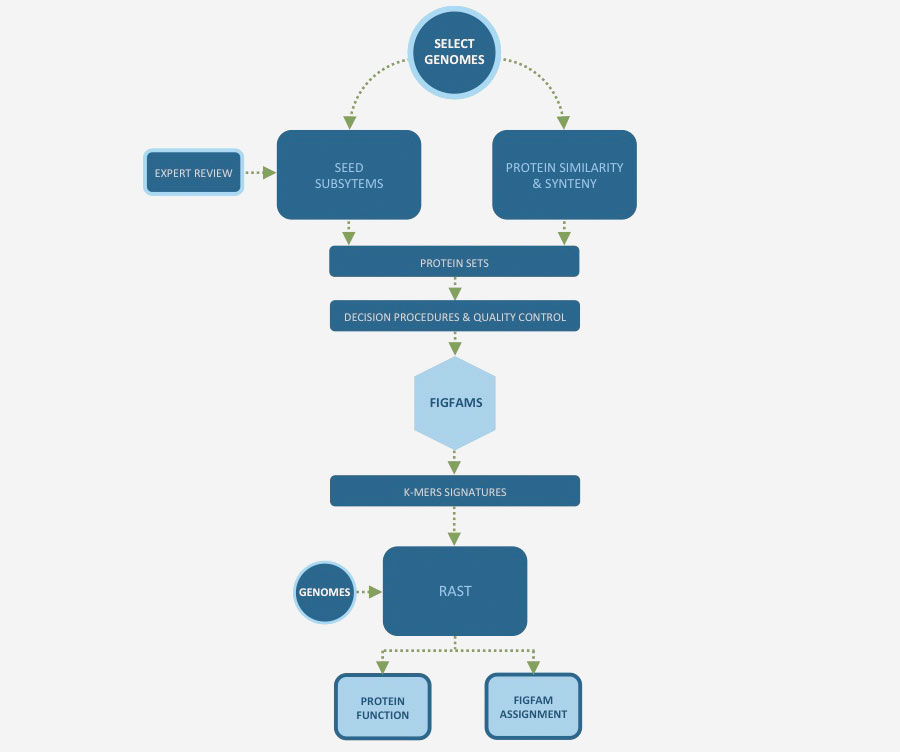 SELECT
GENOMES
EXPERT REVIEW
SEED
SUBSYTEMS
PROTEIN SIMILARITY
& SYNTENY
PROTEIN SETS
DECISION PROCEDURES & QUALITY CONTROL
FIGFAMS
K-MERS SIGNATURES
GENOMES
RAST
PROTEIN
FUNCTION
FIGFAM
ASSIGNMENT